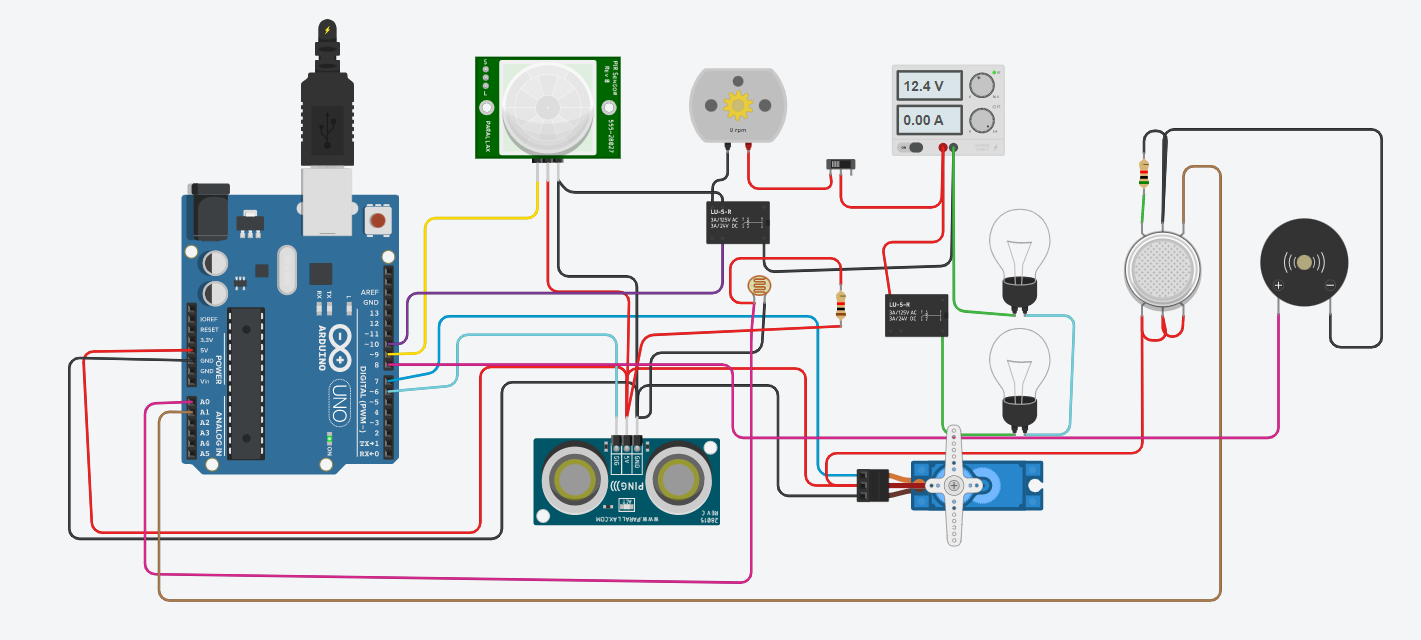 PIR SENSOR
REV B
555-28027
PARALLAX
0 rpm
12.4 V
0.00 A
ON
LU-5-R
3A/125V AC
3A/24V DC
LU-5-R
3A/125V AC
3A/24V DC
AREF
GND
13
12
~11
~10
~9
8
7
~6
~5
4
~3
2
TX→1
RX←0
DIGITAL (PWM~)
IOREF
RESET
3.3V
5V
GND
GND
Vin
POWER
A0
A1
A2
A3
A4
A5
ANALOG IN
RX
TX
L
ARDUINO
UNO
ON
SIG
5V
GND
PING)))
WWW.PARALLAX.COM
28015
REV C
+
−